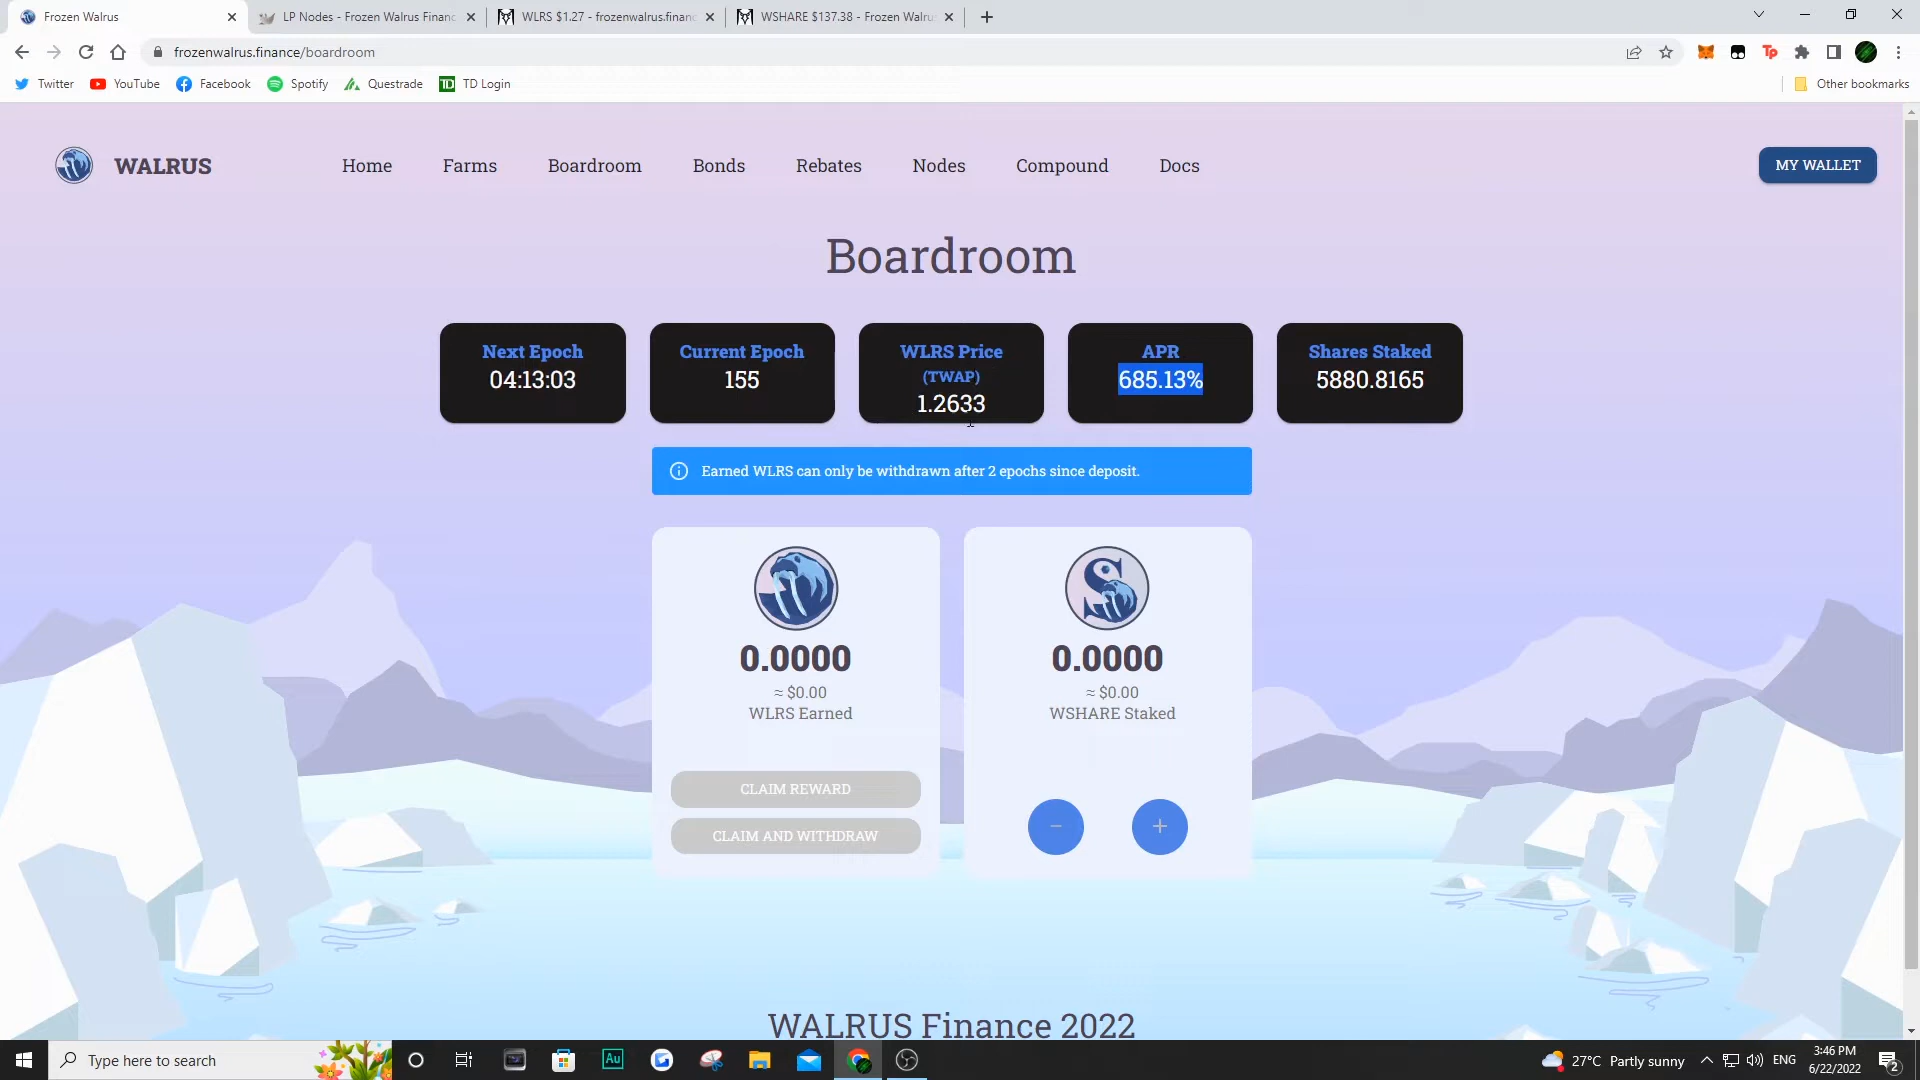 Frozen Walrus
LP Nodes - Frozen Walrus Financ
WLRS $1.27 - frozenwalrus.financ
WSHARE $137.38 - Frozen Walru
frozenwalrus.finance/boardroom
Tp
Twitter
YouTube
Facebook
Spotify
Questrade
TD
TD Login
Other bookmarks
WALRUS
Home
Farms
Boardroom
Bonds
Rebates
Nodes
Compound
Docs
MY WALLET
Boardroom
Next Epoch
04:13:03
Current Epoch
155
WLRS Price
(TWAP)
1.2633
APR
685.13%
Shares Staked
5880.8165
Earned WLRS can only be withdrawn after 2 epochs since deposit.
0.0000
≈ $0.00
WLRS Earned
CLAIM REWARD
CLAIM AND WITHDRAW
S
0.0000
≈ $0.00
WSHARE Staked
−
+
WALRUS Finance 2022
Type here to search
Au
27°C Partly sunny
ENG
3:46 PM
6/22/2022
2